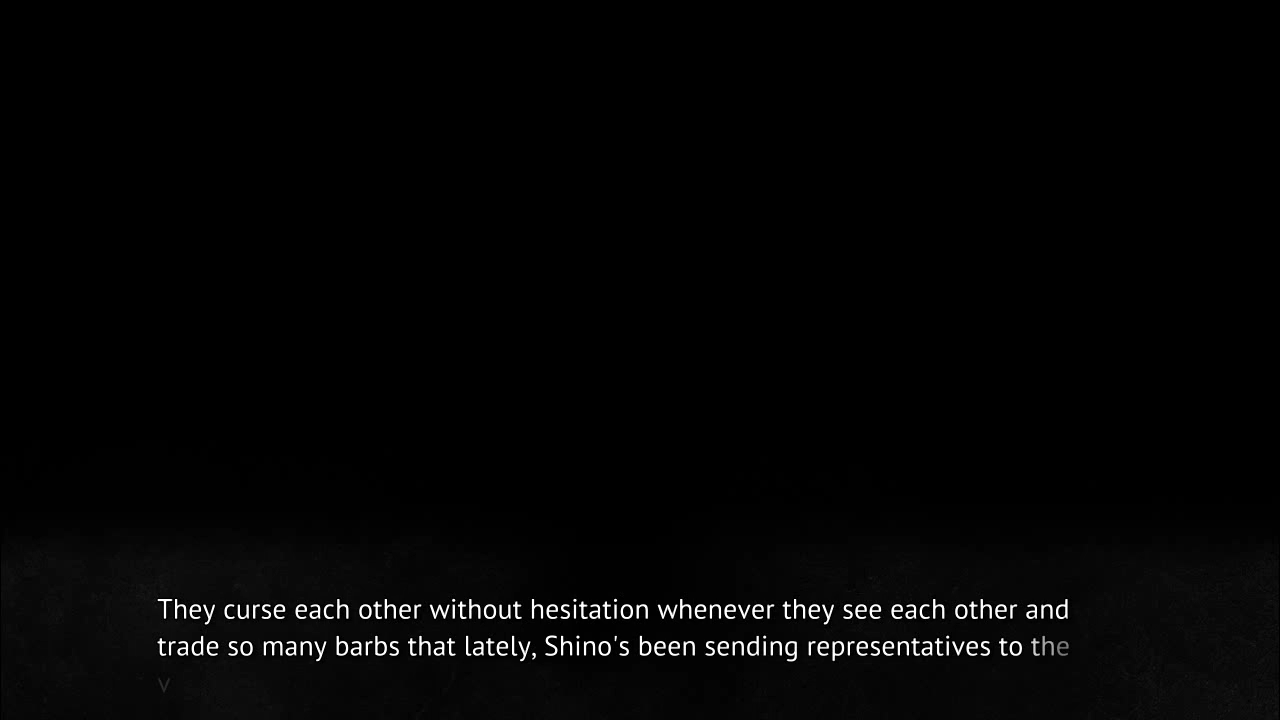 They curse each other without hesitation whenever they see each other and
trade so many barbs that lately, Shino's been sending representatives to the
v